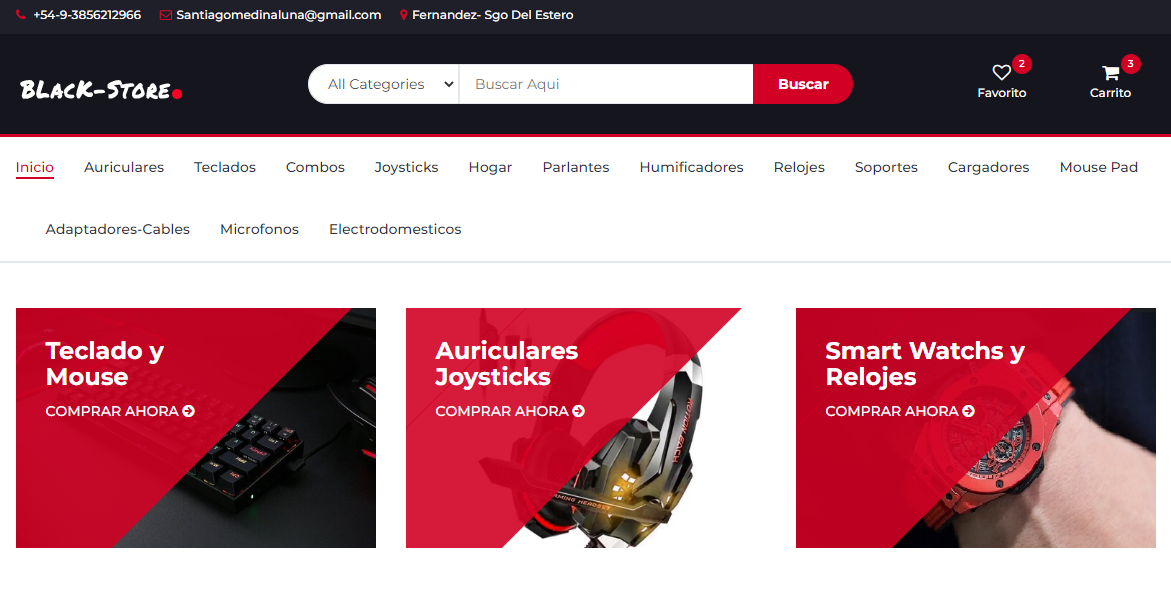 +54-9-3856212966 Santiagomedinaluna@gmail.com Fernandez- Sgo Del Estero
BLacK-Store.
All Categories
Buscar Aqui
Buscar
2
Favorito
3
Carrito
Inicio Auriculares Teclados Combos Joysticks Hogar Parlantes Humificadores Relojes Soportes Cargadores Mouse Pad
Adaptadores-Cables Microfonos Electrodomesticos
Teclado y
Mouse
COMPRAR AHORA
Auriculares
Joysticks
COMPRAR AHORA
GAMING HEADSET
Smart Watchs y
Relojes
COMPRAR AHORA